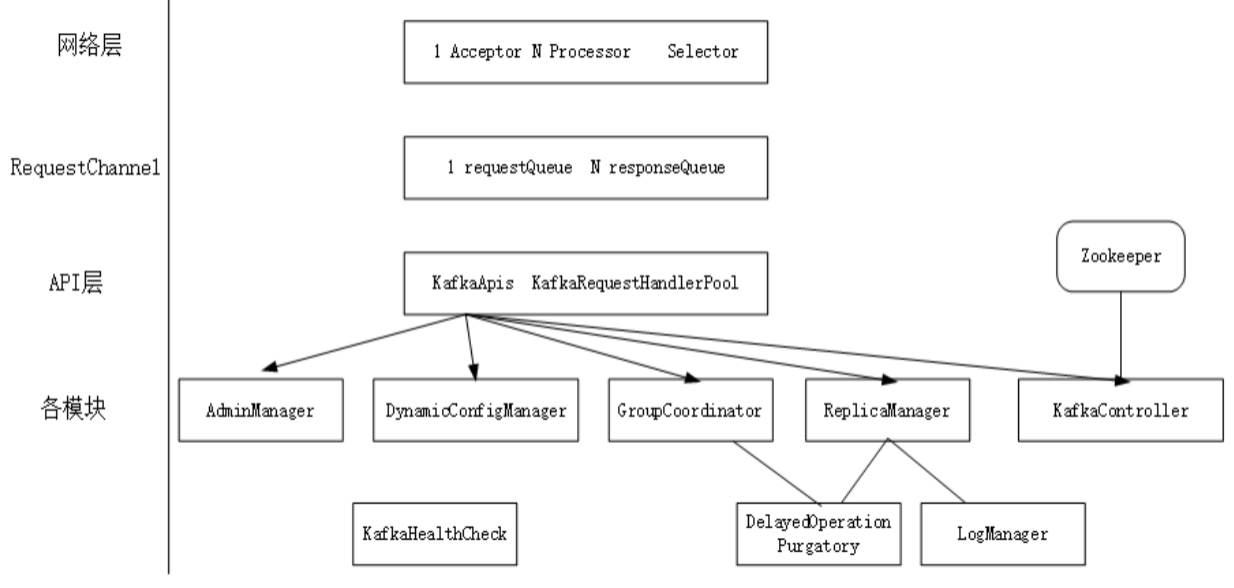 网络层
1 Acceptor N Processor Selector
RequestChannel
1 requestQueue N responseQueue
API层
KafkaApis KafkaRequestHandlerPool
Zookeeper
各模块
AdminManager
DynamicConfigManager
GroupCoordinator
ReplicaManager
KafkaController
KafkaHealthCheck
DelayedOperation
Purgatory
LogManager